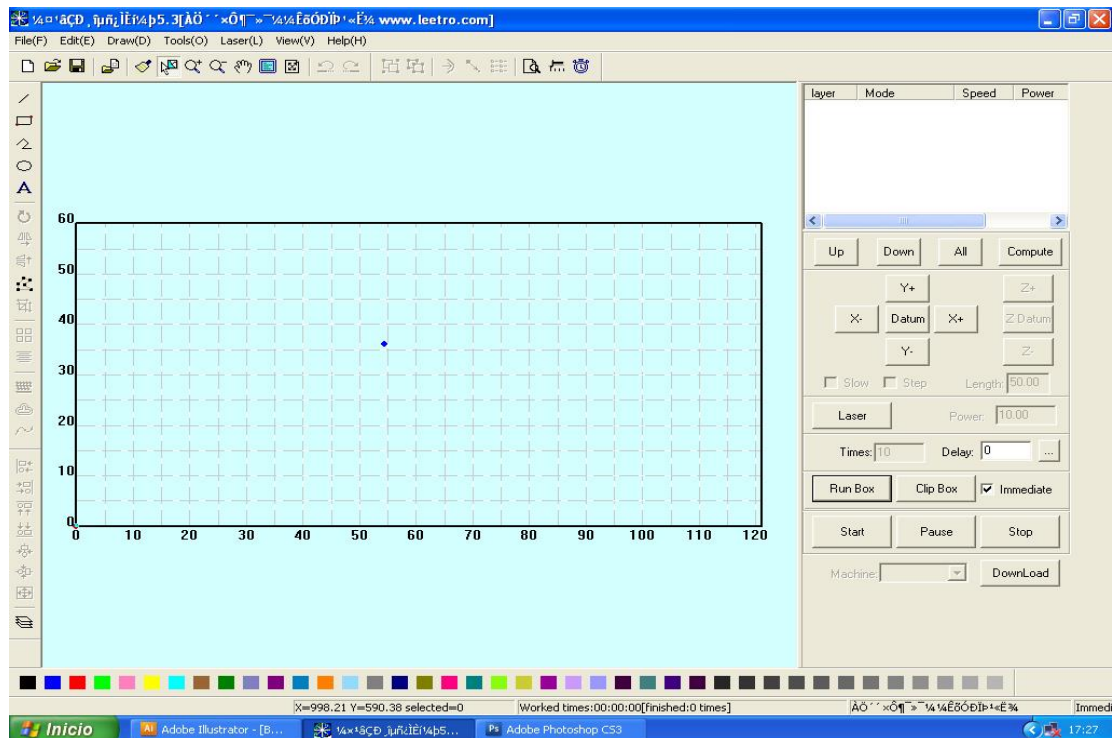 www.leetro.com]
File(F) Edit(E) Draw(D) Tools(O) Laser(L) View(V) Help(H)
layer Mode Speed Power
Up Down All Compute
Y+ Z+
X- Datum X+ Z Datum
Y- Z-
Slow Step Length: 50.00
Laser Power: 10.00
Times: 10 Delay: 0 ...
Run Box Clip Box Immediate
Start Pause Stop
Machine: DownLoad
A
60
50
40
30
20
10
0
0 10 20 30 40 50 60 70 80 90 100 110 120
X=998.21 Y=590.38 selected=0 Worked times:00:00:00[finished:0 times] Immedi
Inicio Ai Adobe Illustrator - [B... Ps Adobe Photoshop CS3 17:27